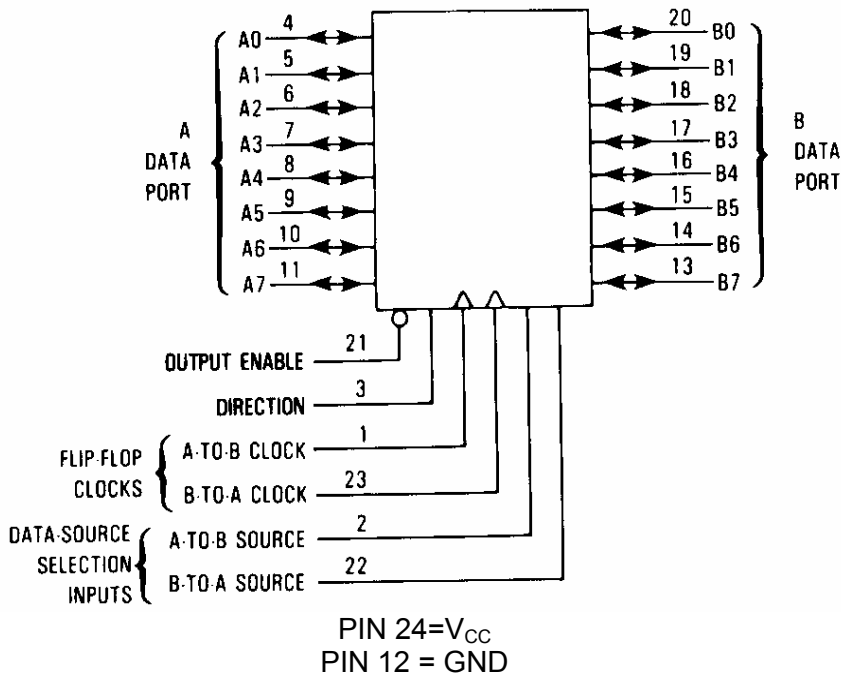 A0 4 20 B0
A1 5 19 B1
A2 6 18 B2
A3 7 17 B3
A4 8 16 B4
A5 9 15 B5
A6 10 14 B6
A7 11 13 B7
A
DATA
PORT
B
DATA
PORT
OUTPUT ENABLE 21
DIRECTION 3
FLIP-FLOP
CLOCKS
A-TO-B CLOCK 1
B-TO-A CLOCK 23
DATA-SOURCE
SELECTION
INPUTS
A-TO-B SOURCE 2
B-TO-A SOURCE 22
PIN 24=VCC
PIN 12 = GND